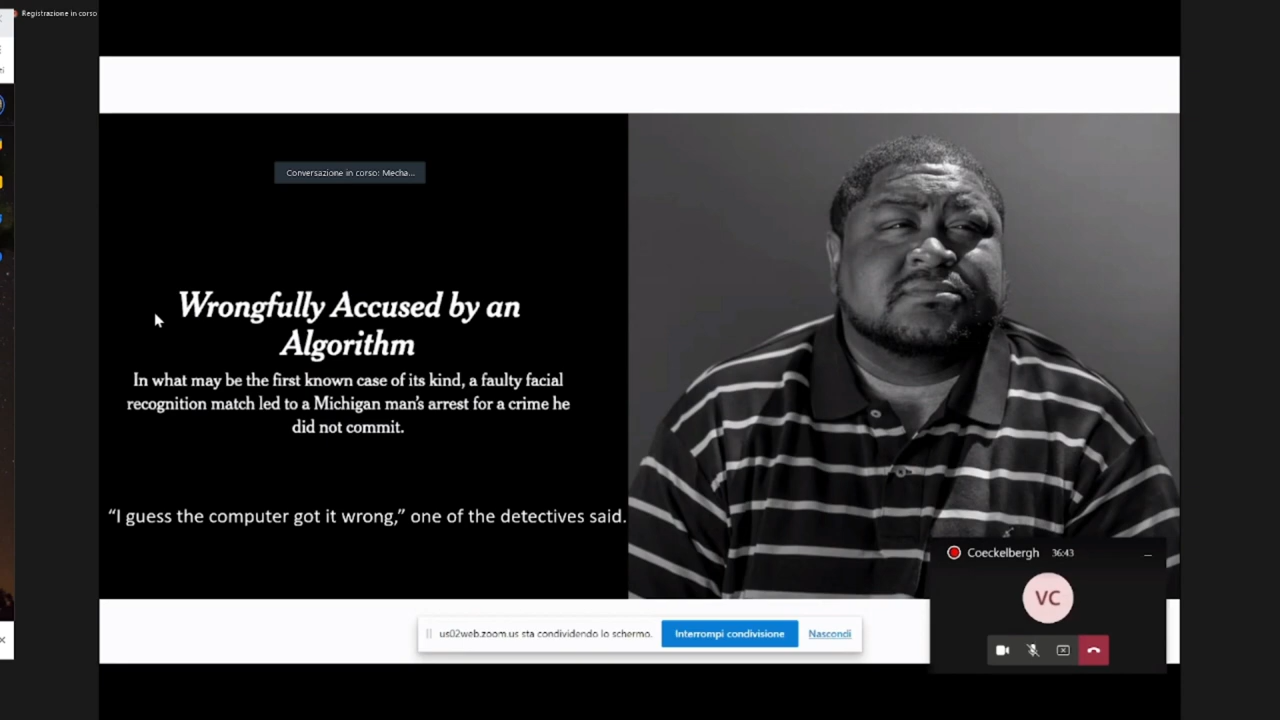 Registrazione in corso
Conversazione in corso: Mecha...
Wrongfully Accused by an
Algorithm
In what may be the first known case of its kind, a faulty facial
recognition match led to a Michigan man's arrest for a crime he
did not commit.
“I guess the computer got it wrong,” one of the detectives said.
Coeckelbergh 36:43
VC
us02web.zoom.us sta condividendo lo schermo. Interrompi condivisione Nascondi